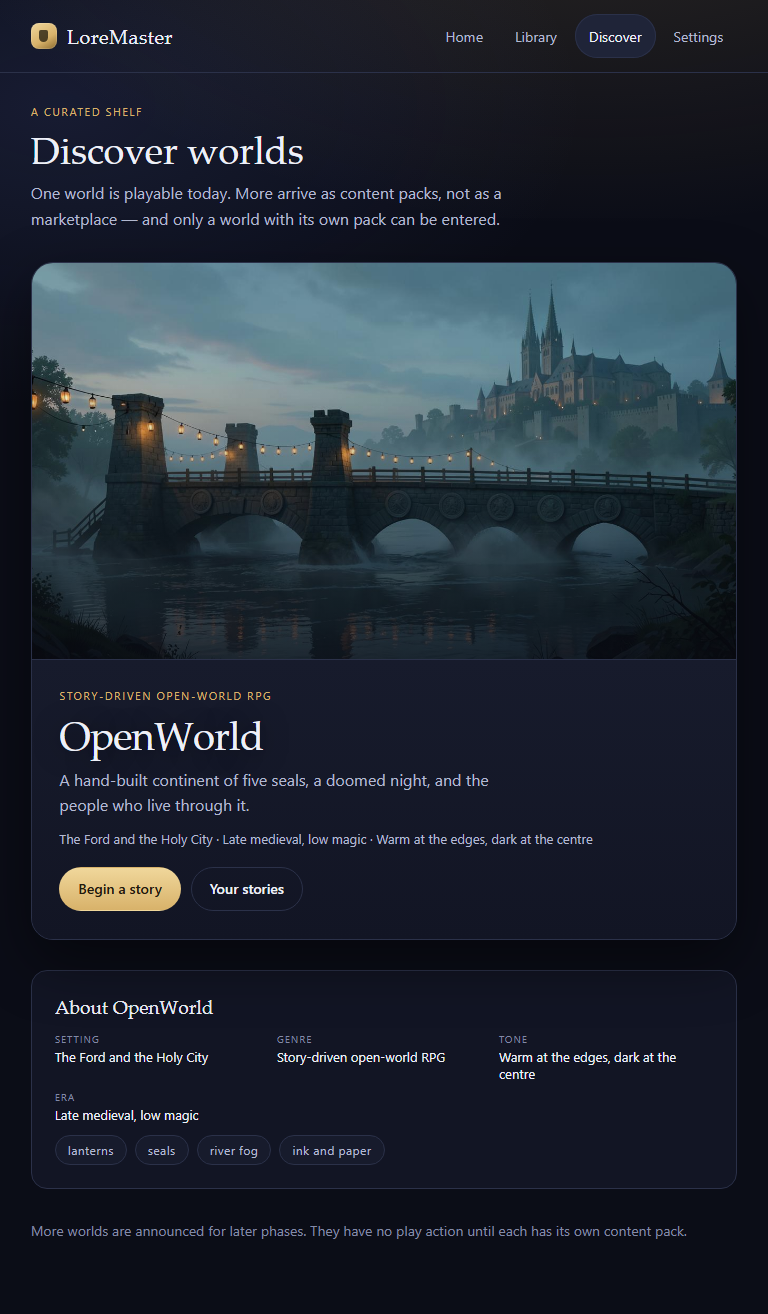 LoreMaster
Home
Library
Discover
Settings
A CURATED SHELF
Discover worlds
One world is playable today. More arrive as content packs, not as a
marketplace — and only a world with its own pack can be entered.
STORY-DRIVEN OPEN-WORLD RPG
OpenWorld
A hand-built continent of five seals, a doomed night, and the
people who live through it.
The Ford and the Holy City · Late medieval, low magic · Warm at the edges, dark at the centre
Begin a story
Your stories
About OpenWorld
SETTING
The Ford and the Holy City
GENRE
Story-driven open-world RPG
TONE
Warm at the edges, dark at the
centre
ERA
Late medieval, low magic
lanterns
seals
river fog
ink and paper
More worlds are announced for later phases. They have no play action until each has its own content pack.